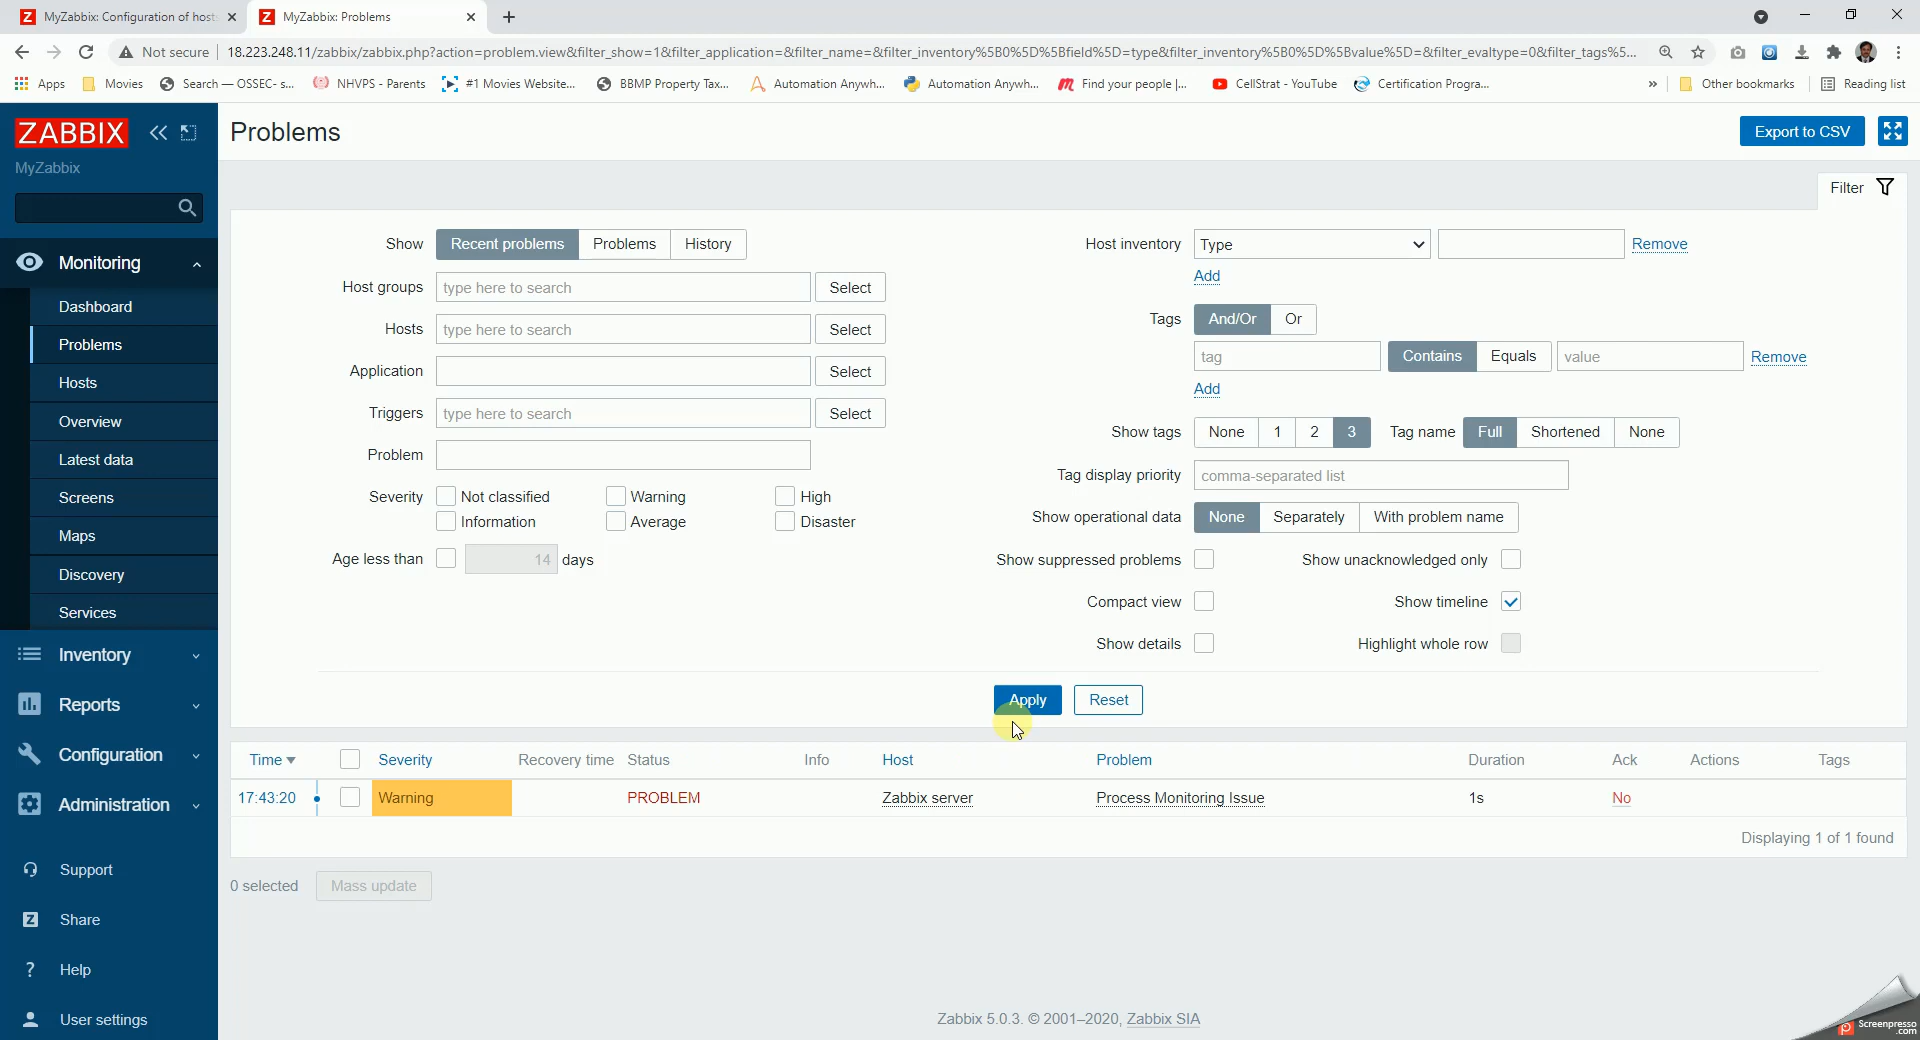 MyZabbix: Configuration of hosts
MyZabbix: Problems
Not secure
18.223.248.11/zabbix/zabbix.php?action=problem.view&filter_show=1&filter_application=&filter_name=&filter_inventory%5B0%5D%5Bfield%5D=type&filter_inventory%5B0%5D%5Bvalue%5D=&filter_evaltype=0&filter_tags%5...
Apps
Movies
Search — OSSEC- s...
NHVPS - Parents
#1 Movies Website...
BBMP Property Tax...
Automation Anywh...
Automation Anywh...
Find your people |...
CellStrat - YouTube
Certification Progra...
»
Other bookmarks
Reading list
ZABBIX
MyZabbix
Monitoring
Dashboard
Problems
Hosts
Overview
Latest data
Screens
Maps
Discovery
Services
Inventory
Reports
Configuration
Administration
Support
Share
Help
User settings
Problems
Export to CSV
Filter
Show Recent problems Problems History
Host groups type here to search Select
Hosts type here to search Select
Application Select
Triggers type here to search Select
Problem
Severity Not classified Warning High
Information Average Disaster
Age less than 14 days
Host inventory Type Remove
Add
Tags And/Or Or
tag Contains Equals value Remove
Add
Show tags None 1 2 3 Tag name Full Shortened None
Tag display priority comma-separated list
Show operational data None Separately With problem name
Show suppressed problems Show unacknowledged only
Compact view Show timeline
Show details Highlight whole row
Apply Reset
Time Severity Recovery time Status Info Host Problem Duration Ack Actions Tags
17:43:20 Warning PROBLEM Zabbix server Process Monitoring Issue 1s No
Displaying 1 of 1 found
0 selected Mass update
Zabbix 5.0.3. © 2001–2020, Zabbix SIA
Screenpresso
.com